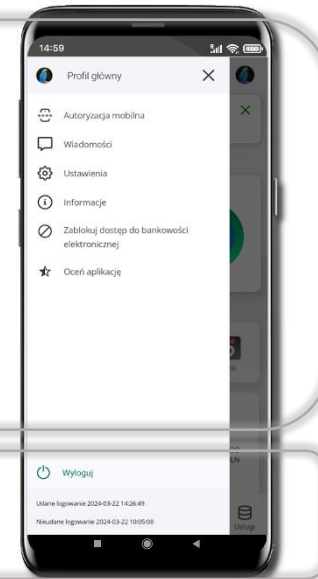 14:59
Profil główny
Autoryzacja mobilna
Wiadomości
Ustawienia
Informacje
Zablokuj dostęp do bankowości
elektronicznej
Oceń aplikację
LN
Wyloguj
Udane logowanie 2024-03-22 14:26:49
Nieudane logowanie 2024-03-22 10:05:08
Usługi